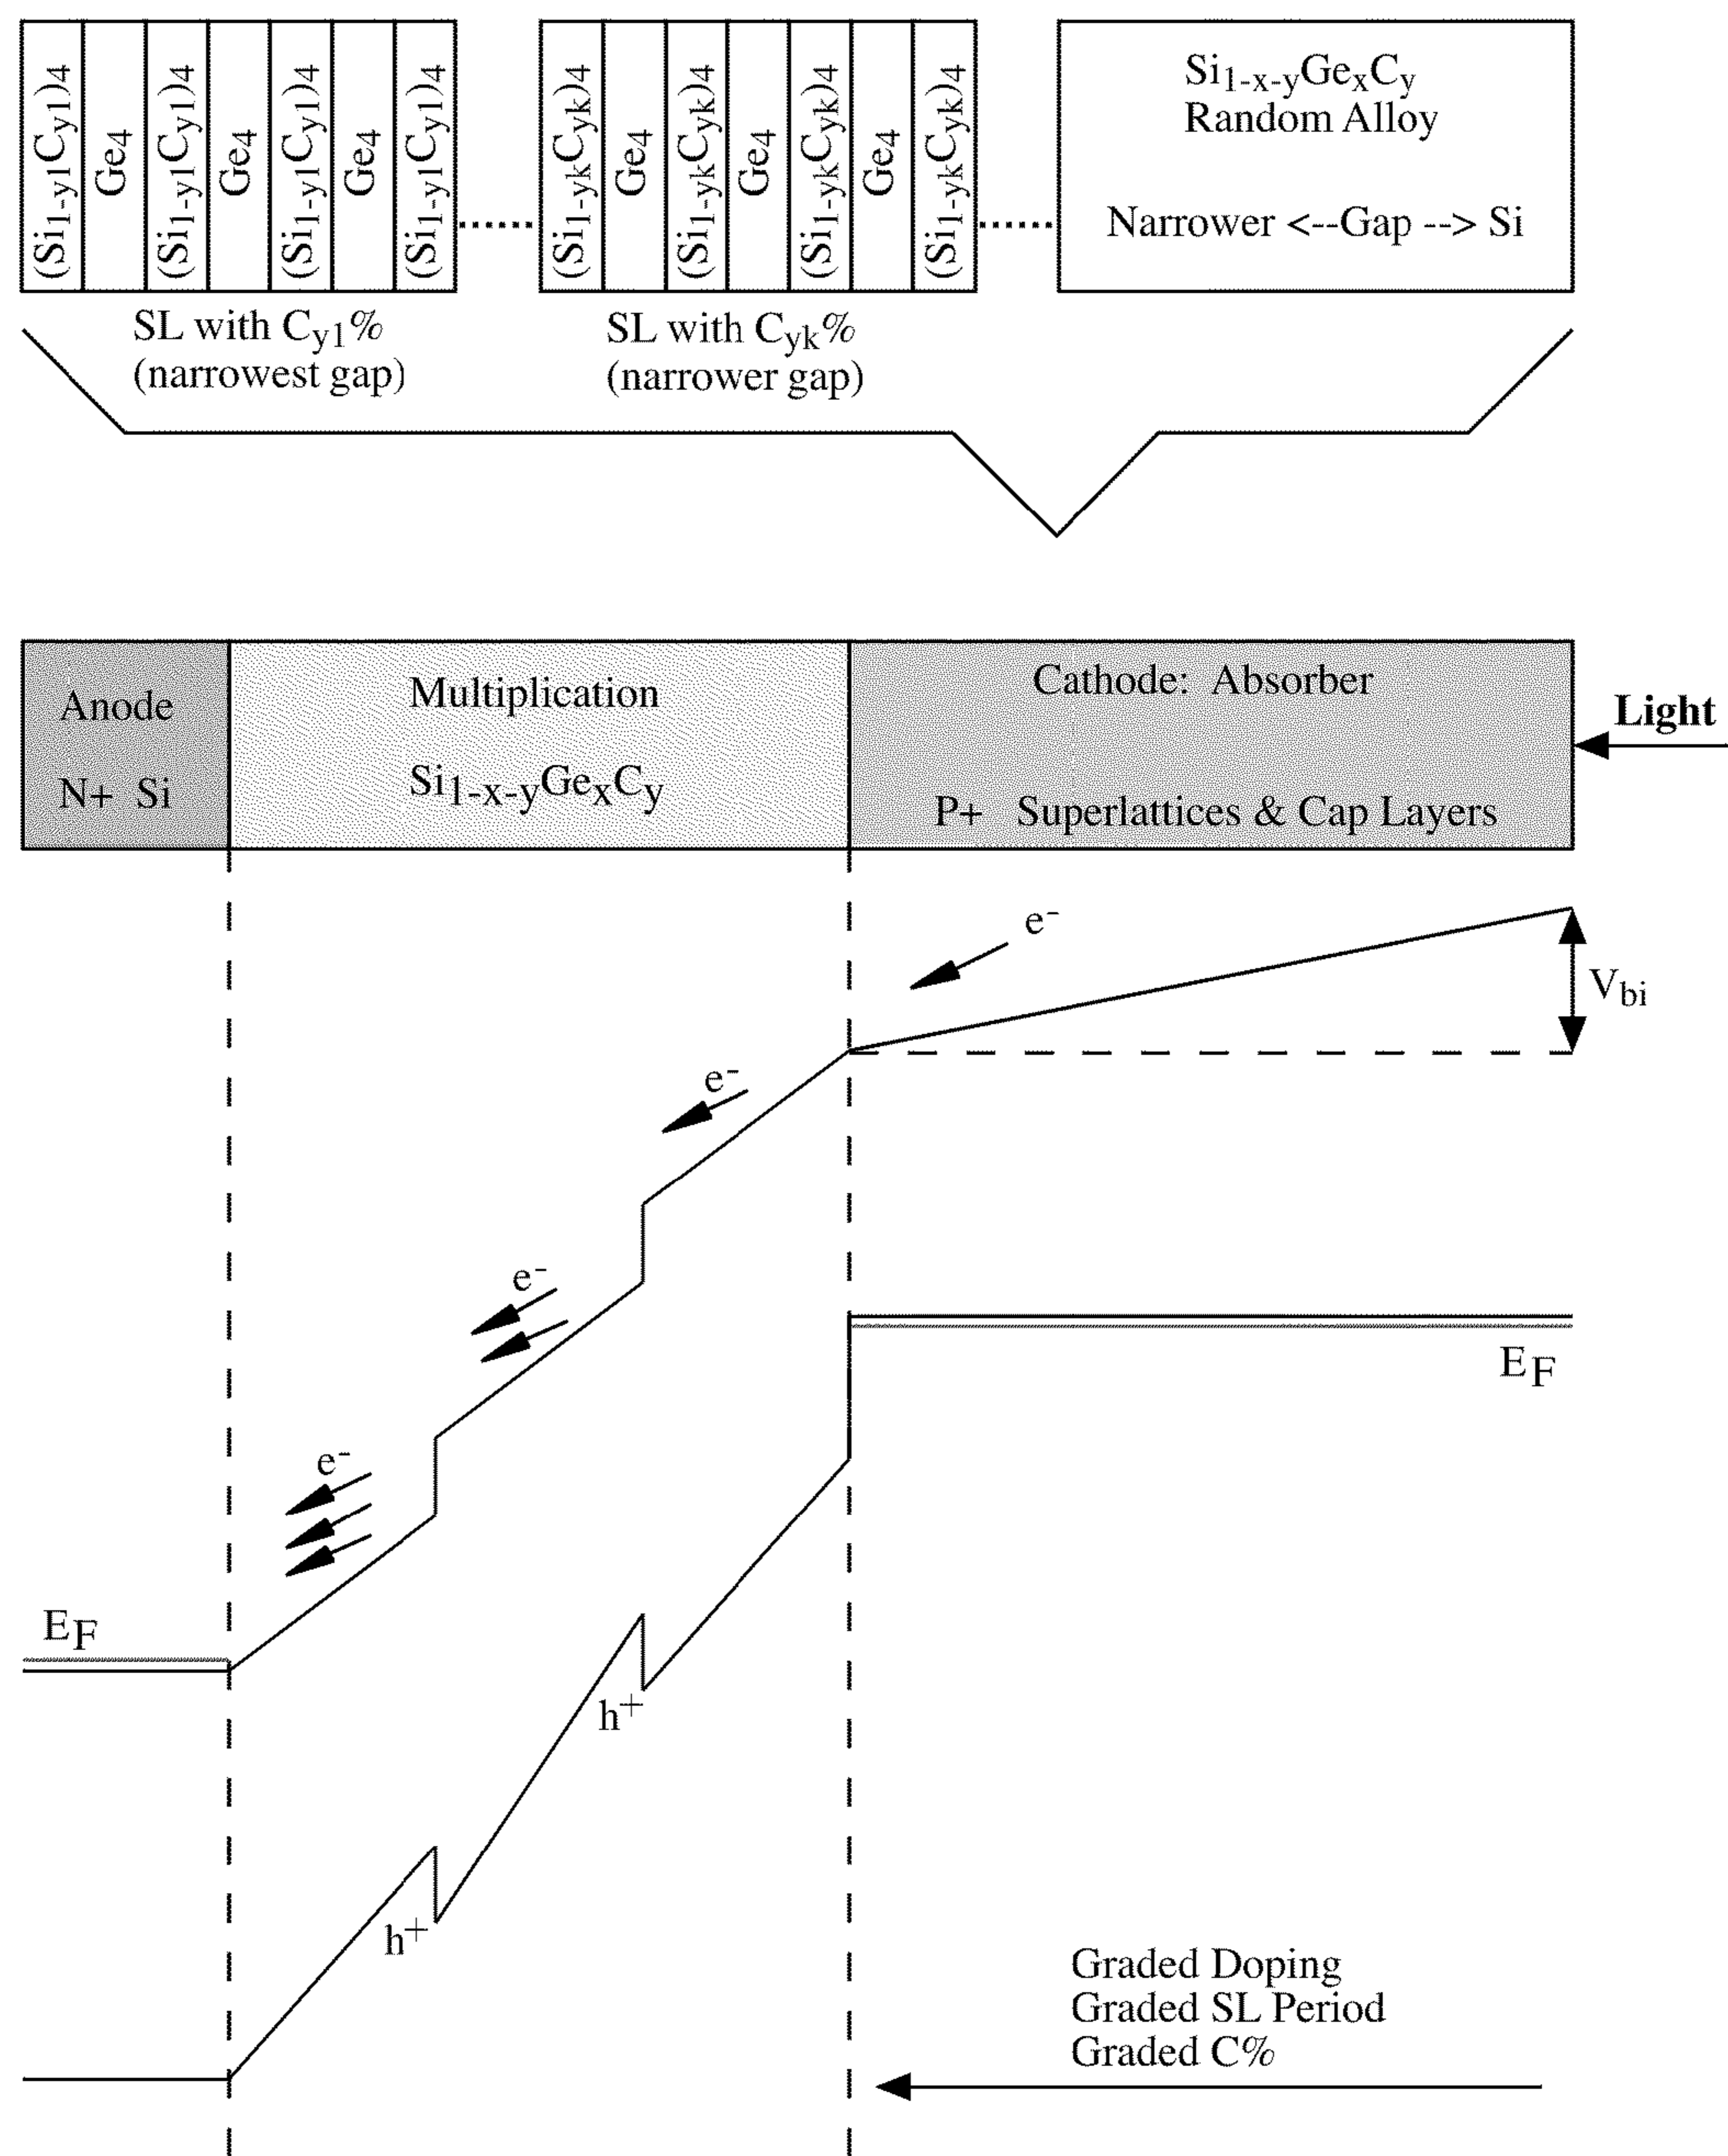 (Si1-y1Cy1)4
Ge4
(Si1-y1Cy1)4
Ge4
(Si1-y1Cy1)4
Ge4
(Si1-y1Cy1)4
(Si1-ykCyk)4
Ge4
(Si1-ykCyk)4
Ge4
(Si1-ykCyk)4
Ge4
(Si1-ykCyk)4
Si1-x-yGexCy
Random Alloy
Narrower <--Gap --> Si
SL with Cy1%
(narrowest gap)
SL with Cyk%
(narrower gap)
Anode
N+ Si
Multiplication
Si1-x-yGexCy
Cathode: Absorber
P+ Superlattices & Cap Layers
Light
e-
Vbi
e-
e-
EF
e-
EF
h+
h+
Graded Doping
Graded SL Period
Graded C%